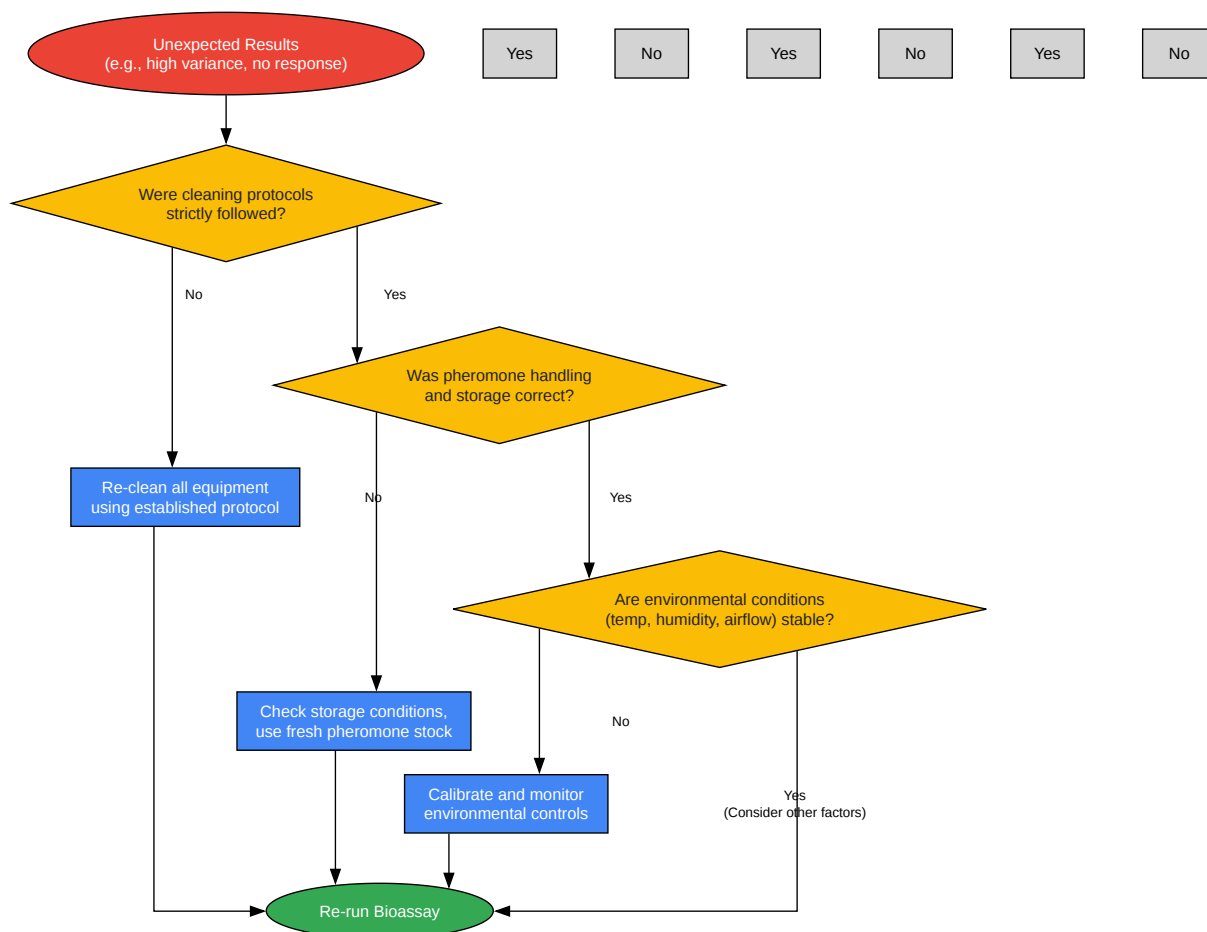 Unexpected Results
(e.g., high variance, no response)
Yes
No
Yes
No
Yes
No
Were cleaning protocols
strictly followed?
No
Yes
Was pheromone handling
and storage correct?
Re-clean all equipment
using established protocol
No
Yes
Are environmental conditions
(temp, humidity, airflow) stable?
Check storage conditions,
use fresh pheromone stock
No
Calibrate and monitor
environmental controls
Yes
(Consider other factors)
Re-run Bioassay